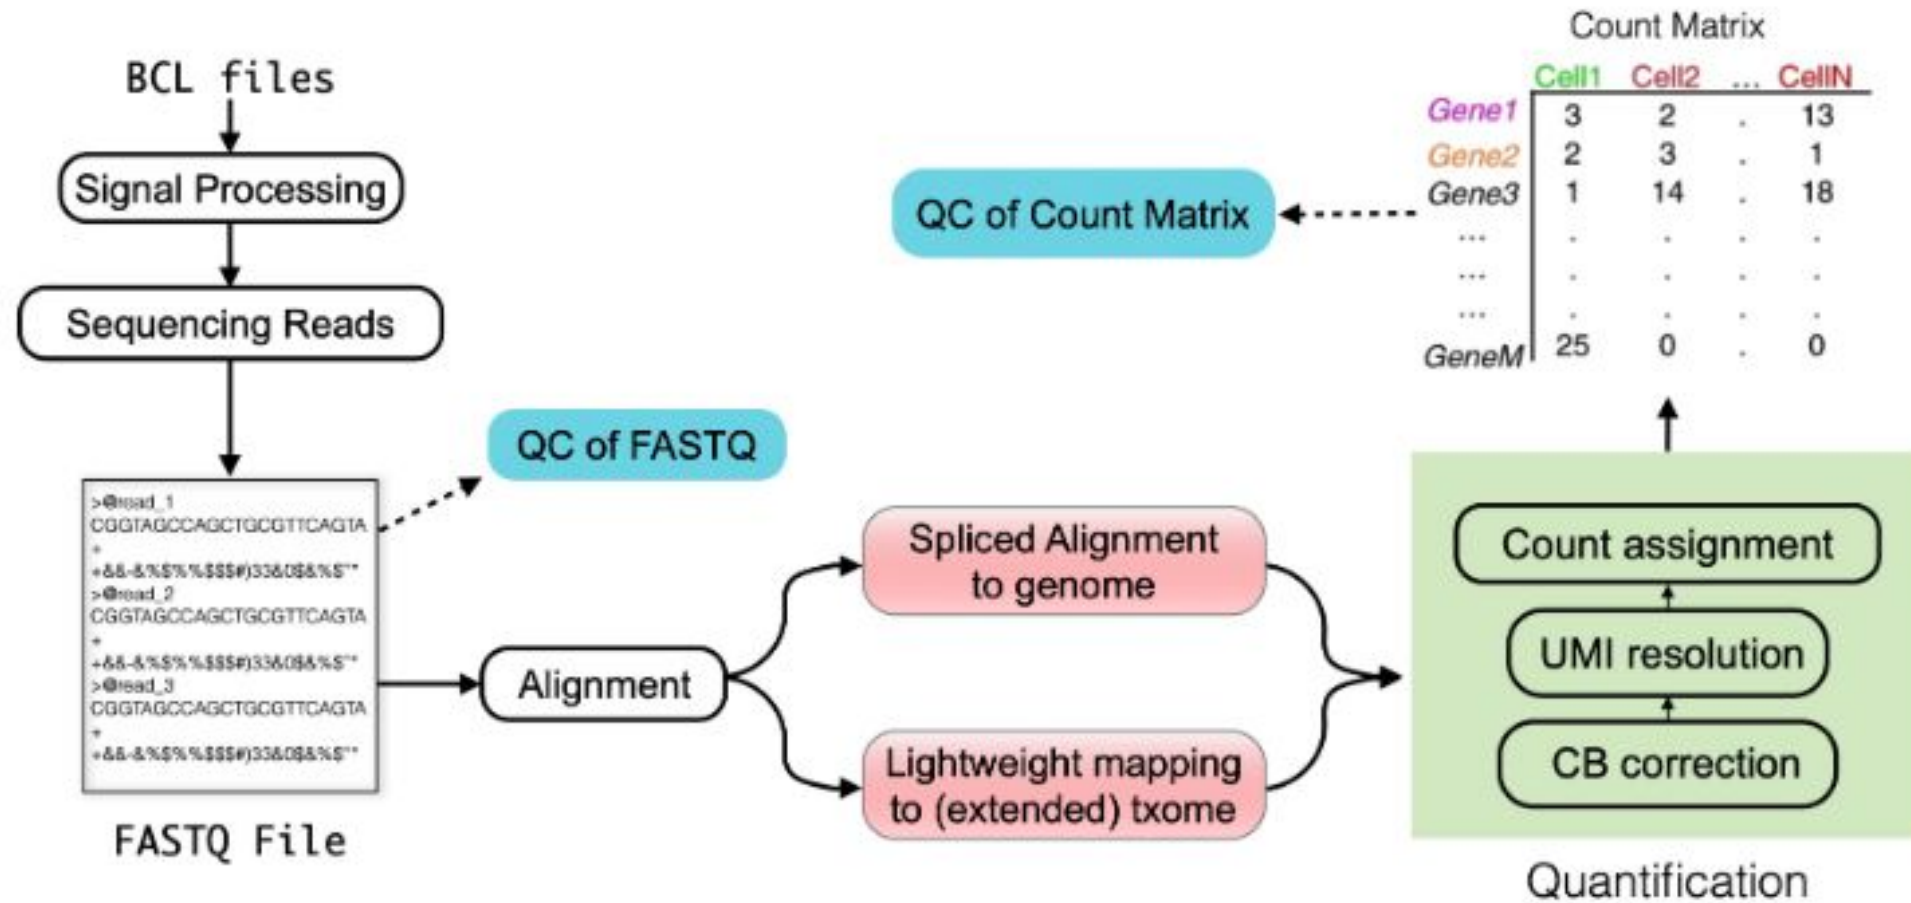 BCL files
Signal Processing
Sequencing Reads
>@read_1
CGGTAGCCAGCTGCGTTCAGTA
+
>@read_2
CGGTAGCCAGCTGCGTTCAGTA
+
>@read_3
CGGTAGCCAGCTGCGTTCAGTA
+
FASTQ File
QC of FASTQ
Alignment
Spliced Alignment
to genome
Lightweight mapping
to (extended) txome
Count assignment
UMI resolution
CB correction
Quantification
Count Matrix
Cell1 Cell2 ... CellN
Gene1 3 2 . 13
Gene2 2 3 . 1
Gene3 1 14 . 18
... . . . .
... . . . .
... . . . .
GeneM 25 0 . 0
QC of Count Matrix